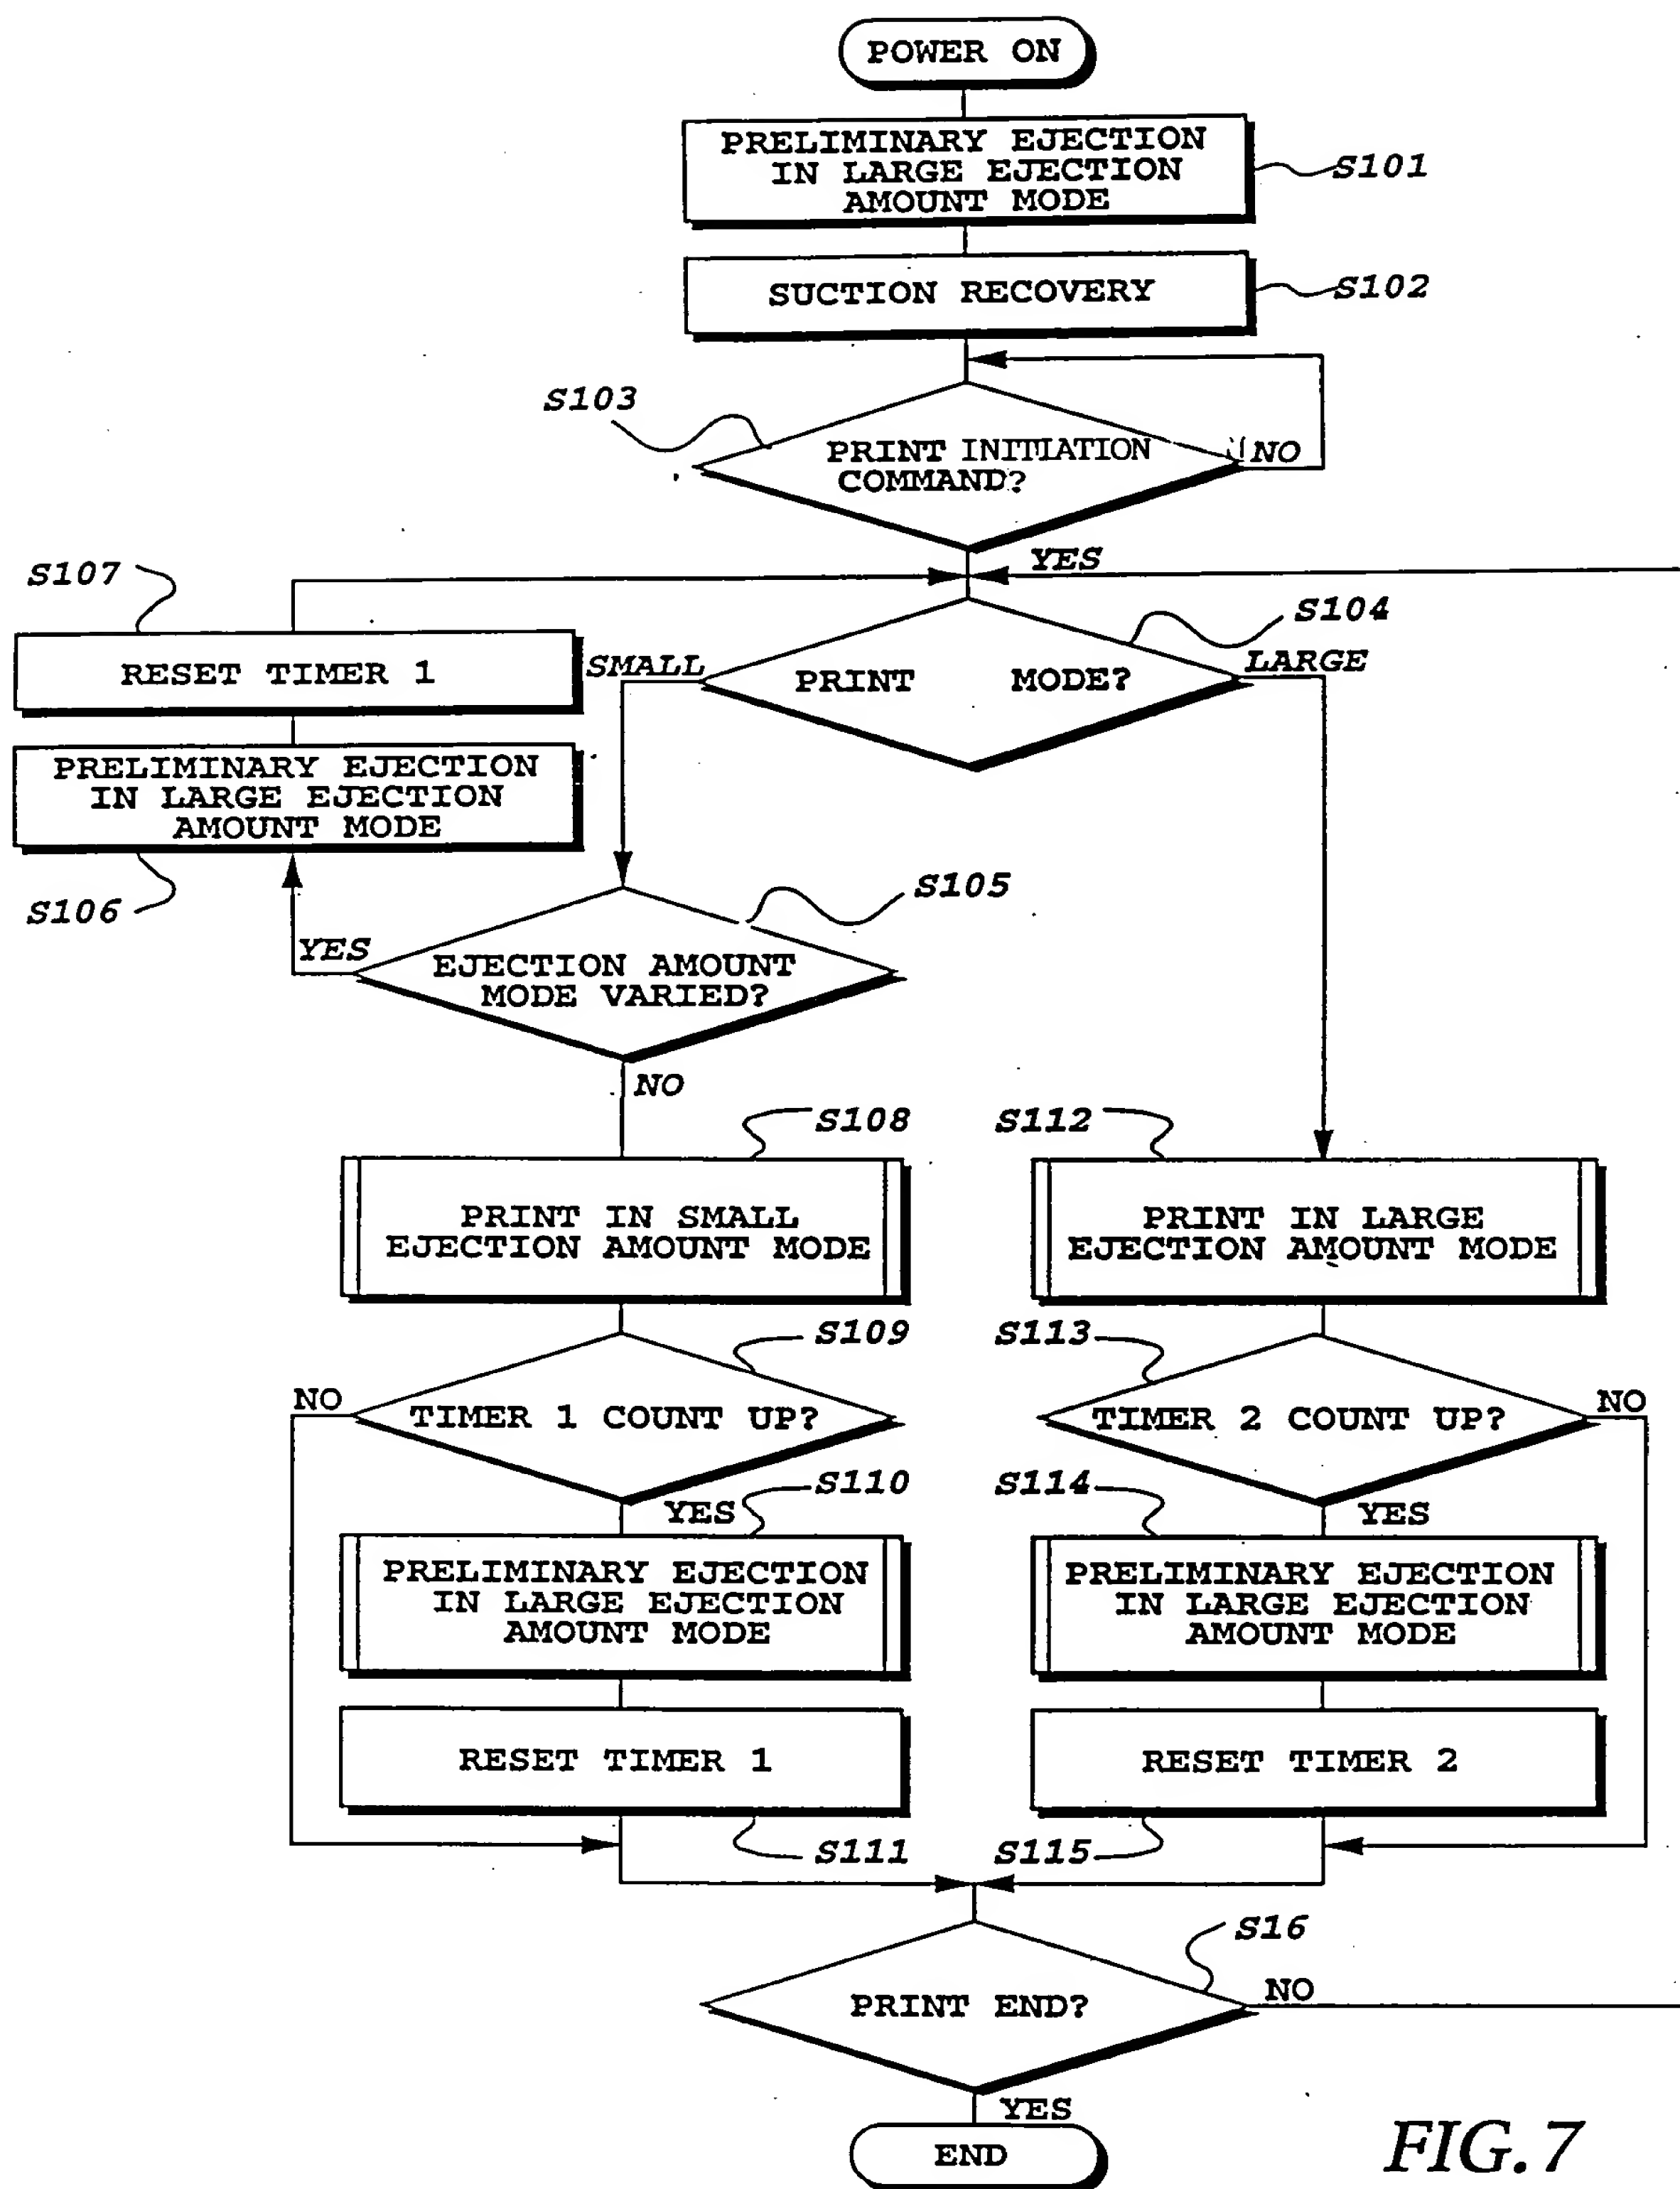 POWER ON
PRELIMINARY EJECTION
IN LARGE EJECTION
AMOUNT MODE
S101
SUCTION RECOVERY
S102
S103
PRINT INITIATION
COMMAND?
NO
YES
S107
S104
RESET TIMER 1
SMALL
PRINT MODE?
LARGE
PRELIMINARY EJECTION
IN LARGE EJECTION
AMOUNT MODE
S106
S105
YES
EJECTION AMOUNT
MODE VARIED?
NO
S108
S112
PRINT IN SMALL
EJECTION AMOUNT MODE
PRINT IN LARGE
EJECTION AMOUNT MODE
S109
S113
NO
TIMER 1 COUNT UP?
TIMER 2 COUNT UP?
NO
S110
S114
YES
YES
PRELIMINARY EJECTION
IN LARGE EJECTION
AMOUNT MODE
PRELIMINARY EJECTION
IN LARGE EJECTION
AMOUNT MODE
RESET TIMER 1
RESET TIMER 2
S111
S115
S16
PRINT END?
NO
YES
END
FIG. 7